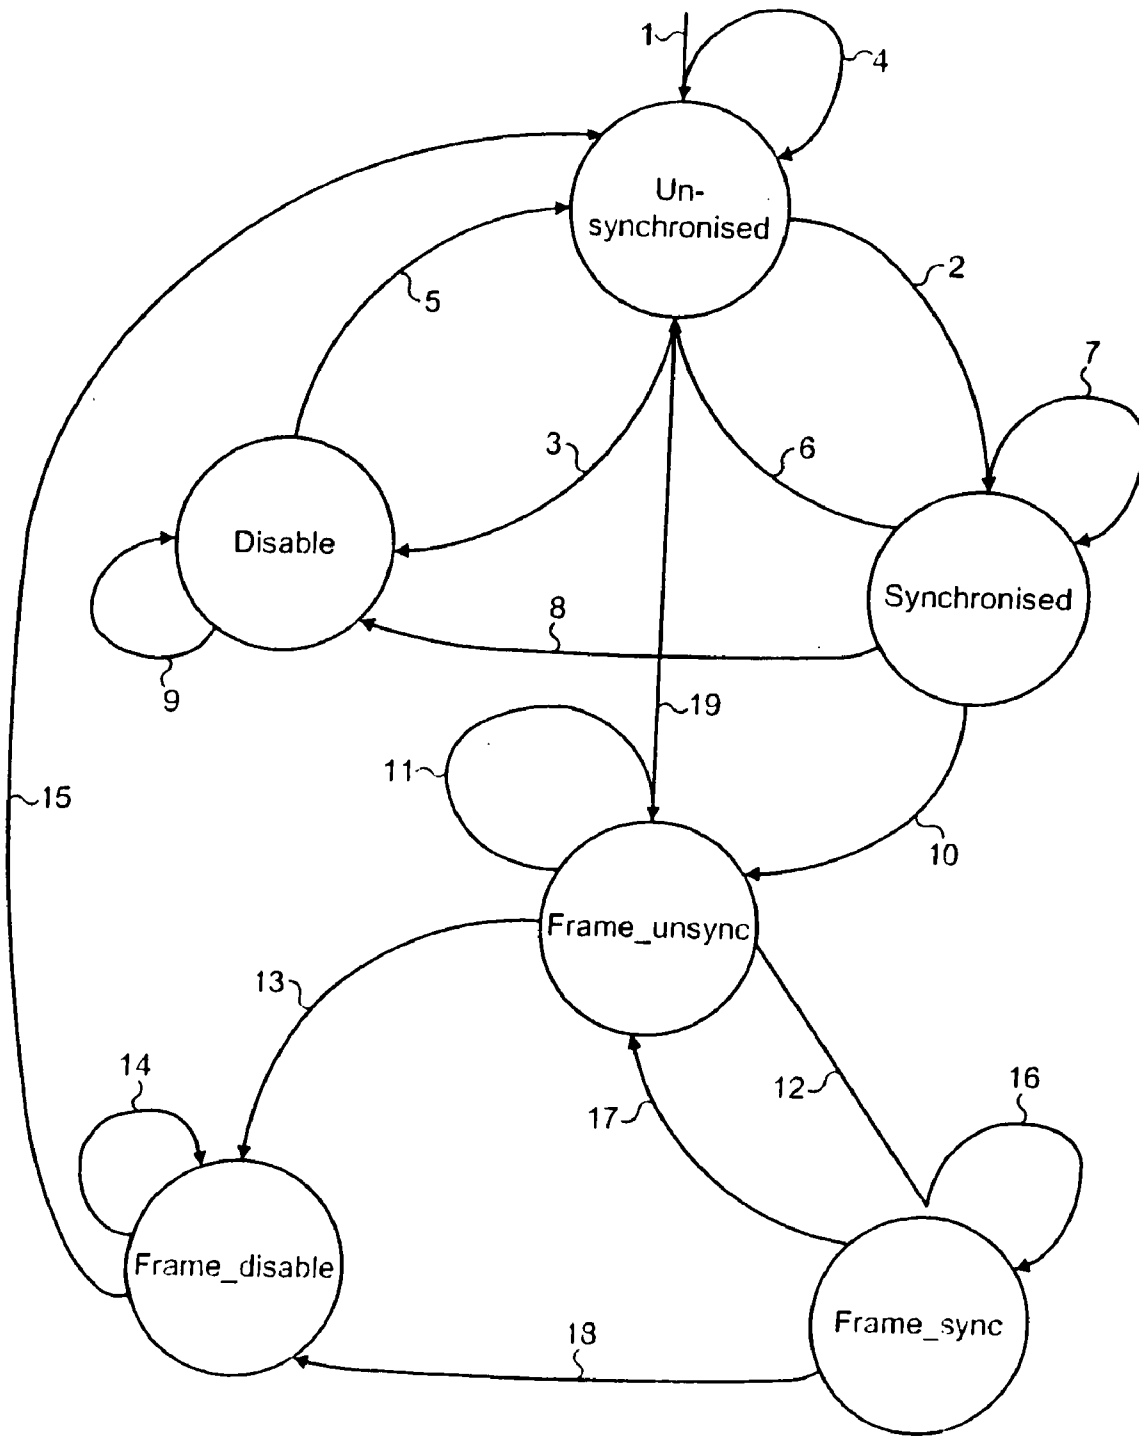 1
4
Un-
synchronised
2
5
7
3
6
Disable
Synchronised
8
9
19
11
15
10
Frame_unsync
13
14
12
16
17
Frame_disable
Frame_sync
18